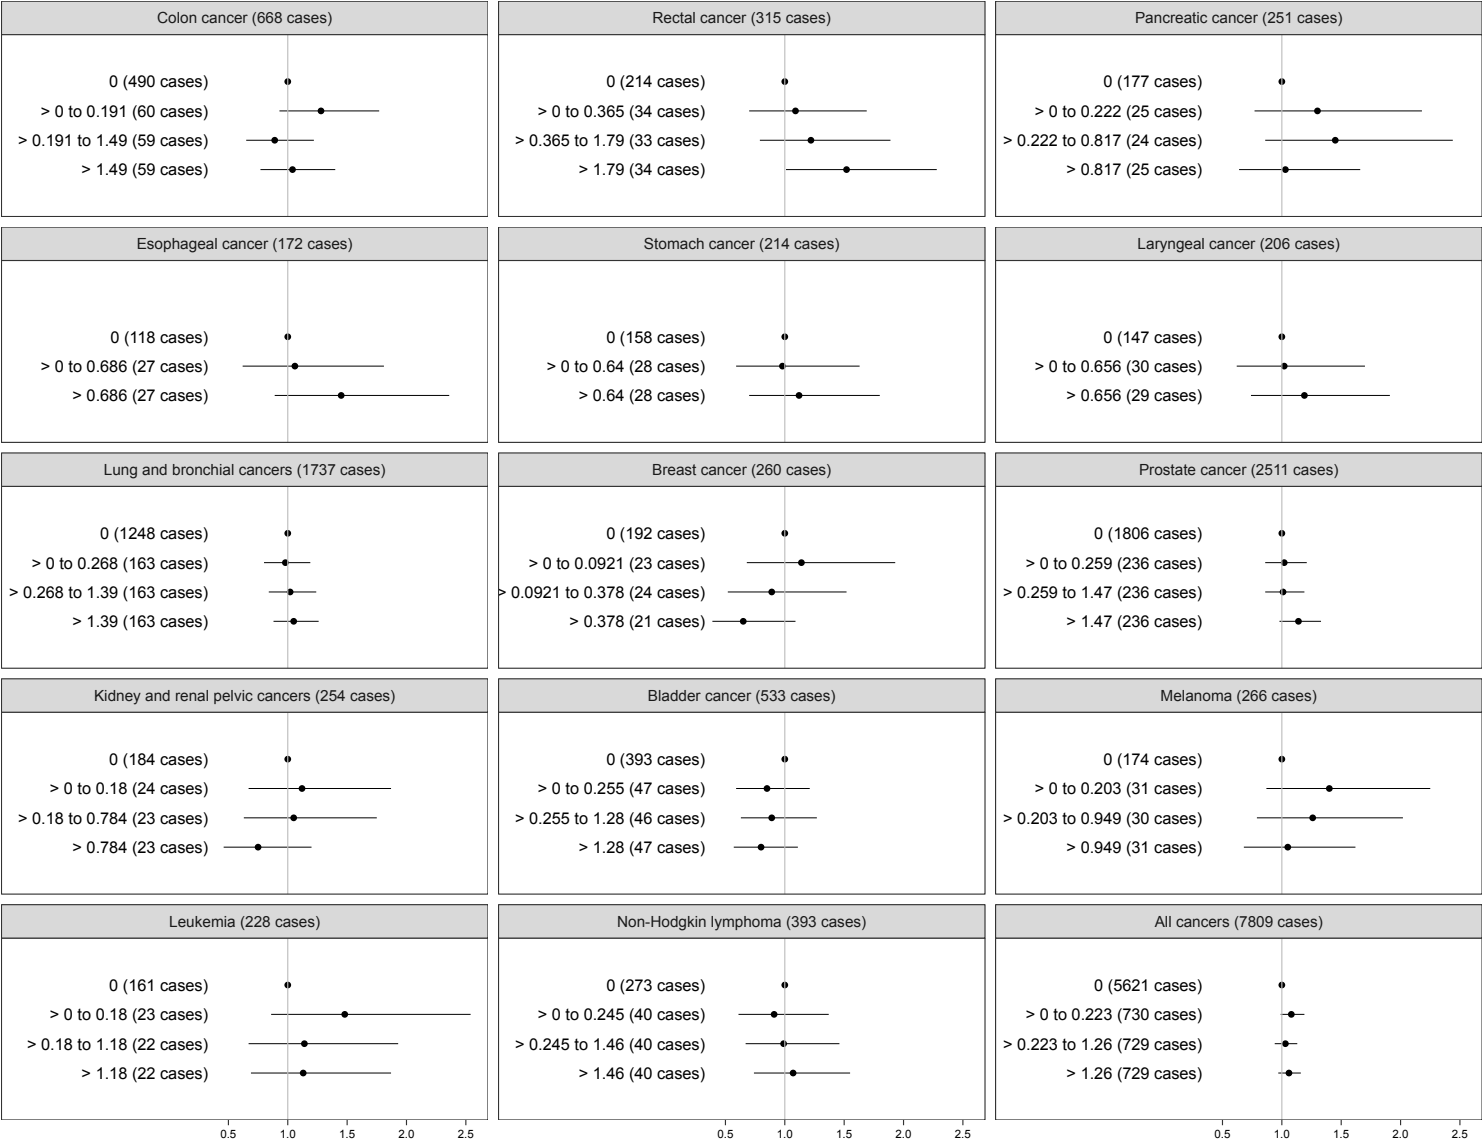 Colon cancer (668 cases)
0 (490 cases)
> 0 to 0.191 (60 cases)
> 0.191 to 1.49 (59 cases)
> 1.49 (59 cases)
Rectal cancer (315 cases)
0 (214 cases)
> 0 to 0.365 (34 cases)
> 0.365 to 1.79 (33 cases)
> 1.79 (34 cases)
Pancreatic cancer (251 cases)
0 (177 cases)
> 0 to 0.222 (25 cases)
> 0.222 to 0.817 (24 cases)
> 0.817 (25 cases)
Esophageal cancer (172 cases)
0 (118 cases)
> 0 to 0.686 (27 cases)
> 0.686 (27 cases)
Stomach cancer (214 cases)
0 (158 cases)
> 0 to 0.64 (28 cases)
> 0.64 (28 cases)
Laryngeal cancer (206 cases)
0 (147 cases)
> 0 to 0.656 (30 cases)
> 0.656 (29 cases)
Lung and bronchial cancers (1737 cases)
0 (1248 cases)
> 0 to 0.268 (163 cases)
> 0.268 to 1.39 (163 cases)
> 1.39 (163 cases)
Breast cancer (260 cases)
0 (192 cases)
> 0 to 0.0921 (23 cases)
> 0.0921 to 0.378 (24 cases)
> 0.378 (21 cases)
Prostate cancer (2511 cases)
0 (1806 cases)
> 0 to 0.259 (236 cases)
> 0.259 to 1.47 (236 cases)
> 1.47 (236 cases)
Kidney and renal pelvic cancers (254 cases)
0 (184 cases)
> 0 to 0.18 (24 cases)
> 0.18 to 0.784 (23 cases)
> 0.784 (23 cases)
Bladder cancer (533 cases)
0 (393 cases)
> 0 to 0.255 (47 cases)
> 0.255 to 1.28 (46 cases)
> 1.28 (47 cases)
Melanoma (266 cases)
0 (174 cases)
> 0 to 0.203 (31 cases)
> 0.203 to 0.949 (30 cases)
> 0.949 (31 cases)
Leukemia (228 cases)
0 (161 cases)
> 0 to 0.18 (23 cases)
> 0.18 to 1.18 (22 cases)
> 1.18 (22 cases)
Non-Hodgkin lymphoma (393 cases)
0 (273 cases)
> 0 to 0.245 (40 cases)
> 0.245 to 1.46 (40 cases)
> 1.46 (40 cases)
All cancers (7809 cases)
0 (5621 cases)
> 0 to 0.223 (730 cases)
> 0.223 to 1.26 (729 cases)
> 1.26 (729 cases)
0.5 1.0 1.5 2.0 2.5
0.5 1.0 1.5 2.0 2.5
0.5 1.0 1.5 2.0 2.5